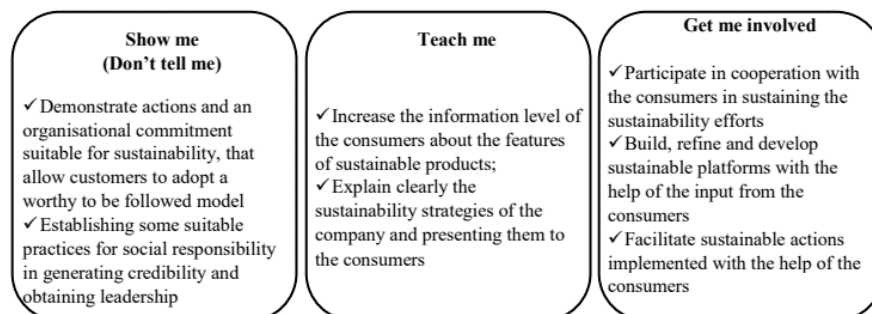 Show me
(Don't tell me)
✓Demonstrate actions and an
organisational commitment
suitable for sustainability, that
allow customers to adopt a
worthy to be followed model
✓Establishing some suitable
practices for social responsibility
in generating credibility and
obtaining leadership
Teach me
✓Increase the information level of
the consumers about the features
of sustainable products;
✓Explain clearly the
sustainability strategies of the
company and presenting them to
the consumers
Get me involved
✓Participate in cooperation with
the consumers in sustaining the
sustainability efforts
✓Build, refine and develop
sustainable platforms with the
help of the input from the
consumers
✓Facilitate sustainable actions
implemented with the help of the
consumers